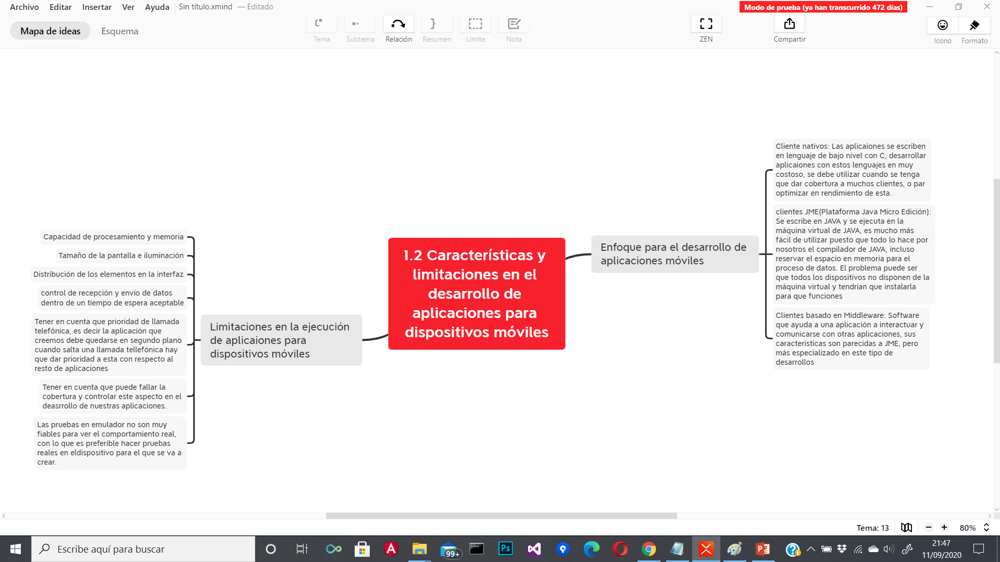 Archivo Editar Insertar Ver Ayuda Sin título.xmind — Editado
Modo de prueba (ya han transcurrido 472 días)
Mapa de ideas Esquema
Tema Subtema Relación Resumen Límite Nota
ZEN
Compartir
Icono Formato
1.2 Características y
limitaciones en el
desarrollo de
aplicaciones para
dispositivos móviles
Enfoque para el desarrollo de
aplicaciones móviles
Cliente nativos: Las aplicaiones se escriben
en lenguaje de bajo nivel con C, desarrollar
aplicaiones con estos lenguajes en muy
costoso, se debe utilizar cuando se tenga
que dar cobertura a muchos clientes, o par
optimizar en rendimiento de esta.
clientes JME(Plataforma Java Micro Edición):
Se escribe en JAVA y se ejecuta en la
máquina virtual de JAVA, es mucho más
fácil de utilizar puesto que todo lo hace por
nosotros el compilador de JAVA, incluso
reservar el espacio en memoria para el
proceso de datos. El problema puede ser
que todos los dispositivos no disponen de la
máquina virtual y tendrían que instalarla
para que funciones
Clientes basado en Middleware: Software
que ayuda a una aplicación a interactuar y
comunicarse con otras aplicaciones, sus
caracteristicas son parecidas a JME, pero
más especializado en este tipo de
desarrollos
Limitaciones en la ejecución
de aplicaiones para
dispositivos móviles
Capacidad de procesamiento y memoria
Tamaño de la pantalla e iluminación
Distribución de los elementos en la interfaz
control de recepción y envío de datos
dentro de un tiempo de espera aceptable
Tener en cuenta que prioridad de llamada
telefónica, es decir la aplicación que
creemos debe quedarse en segundo plano
cuando salta una llamada tellefónica hay
que dar prioridad a esta con respecto al
resto de aplicaciones
Tener en cuenta que puede fallar la
cobertura y controlar este aspecto en el
deasrrollo de nuestras aplicaciones.
Las pruebas en emulador no son muy
fiables para ver el comportamiento real,
con lo que es preferible hacer pruebas
reales en eldispositivo para el que se va a
crear.
Tema: 13
80%
Escribe aquí para buscar
99+
Ps
21:47
11/09/2020